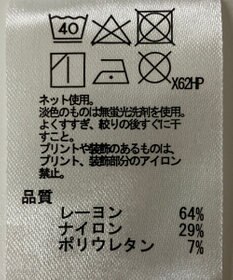 40
X62HP
ネット使用。
淡色のものは無蛍光洗剤を使用。
よくすすぎ、絞りの後すぐに干
すこと。
プリントや装飾のあるものは、
プリント、装飾部分のアイロン
禁止。
品質
レーヨン 64%
ナイロン 29%
ポリウレタン 7%